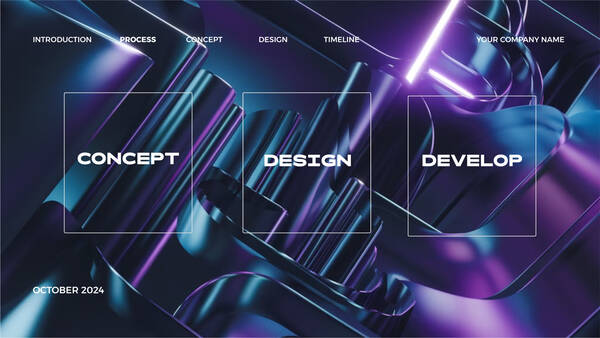 INTRODUCTION PROCESS CONCEPT DESIGN TIMELINE YOUR COMPANY NAME
CONCEPT DESIGN DEVELOP
OCTOBER 2024